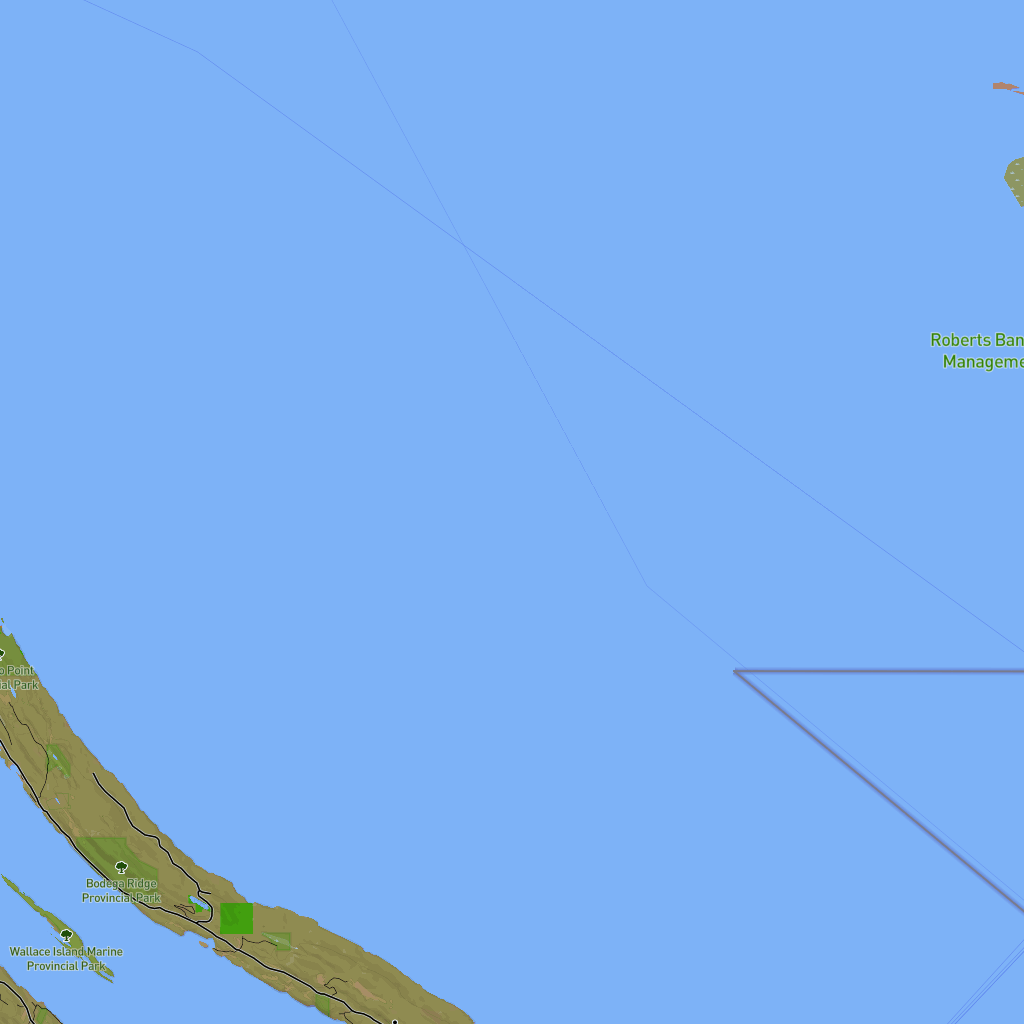 Roberts Ban
Manageme
o Point
ial Park
Bodega Ridge
Provincial Park
Wallace Island Marine
Provincial Park